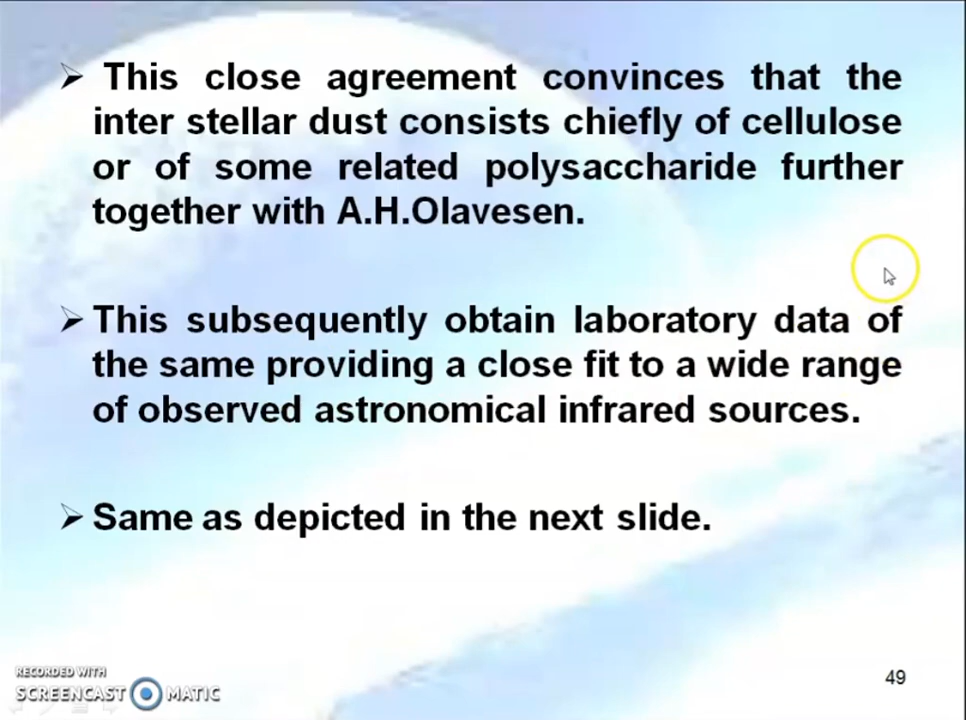 ➢ This close agreement convinces that the
inter stellar dust consists chiefly of cellulose
or of some related polysaccharide further
together with A.H.Olavesen.
➢ This subsequently obtain laboratory data of
the same providing a close fit to a wide range
of observed astronomical infrared sources.
➢ Same as depicted in the next slide.
RECORDED WITH
SCREENCAST MATIC
49